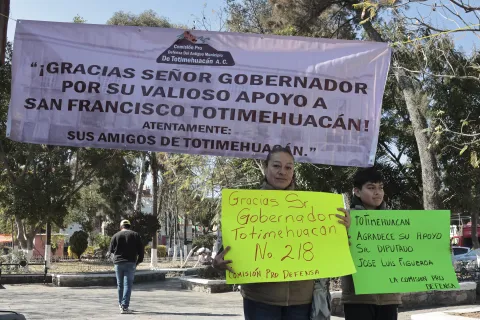 Comisión Pro
Defensa Del Antiguo Municipio
De Totimehuacán A. C.
"¡GRACIAS SEÑOR GOBERNADOR
POR SU VALIOSO APOYO A
SAN FRANCISCO TOTIMEHUACÁN!
ATENTAMENTE:
SUS AMIGOS DE TOTIMEHUACÁN."
Gracias Sr.
Gobernador
Totimehuacán
No. 218
Comisión Pro Defensa
TOTIMEHUACAN
AGRADECE SU APOYO
SR. DIPUTADO
JOSE LUIS FIGUEROA
LA COMISION PRO
DEFENSA